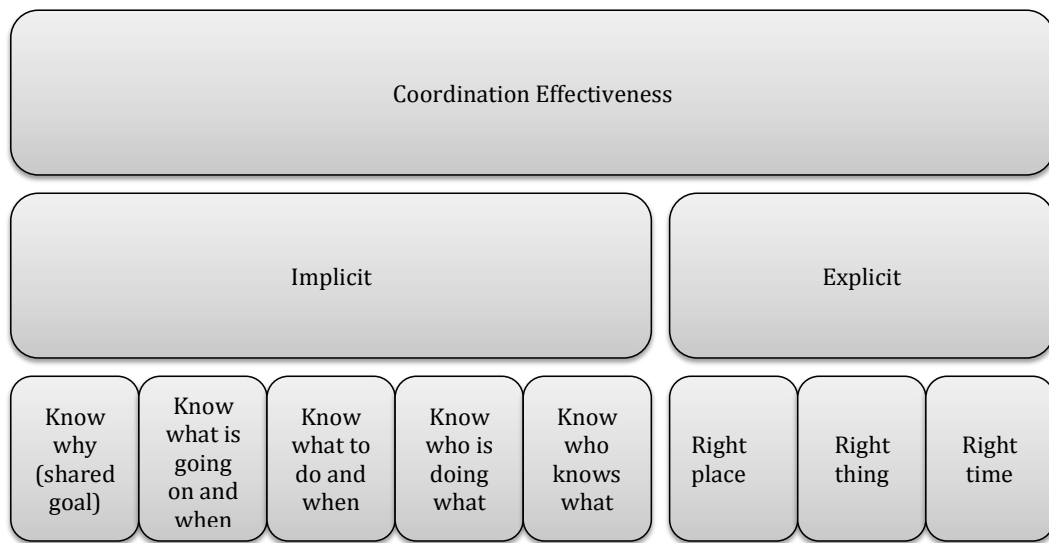 Coordination Effectiveness
Implicit
Explicit
Know
why
(shared
goal)
Know
what is
going
on and
when
Know
what to
do and
when
Know
who is
doing
what
Know
who
knows
what
Right
place
Right
thing
Right
time